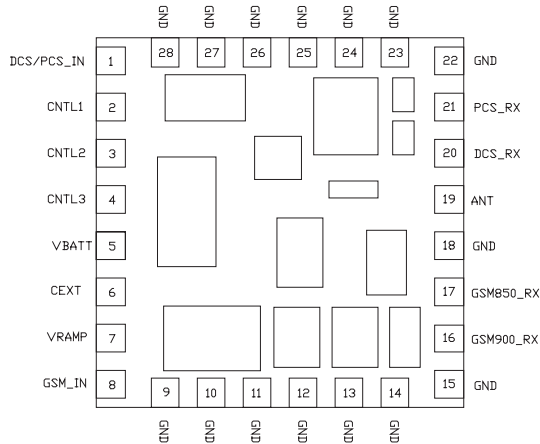 GND GND GND GND GND GND
28 27 26 25 24 23
DCS/PCS_IN 1 22 GND
CNTL1 2 21 PCS_RX
CNTL2 3 20 DCS_RX
CNTL3 4 19 ANT
VBATT 5 18 GND
CEXT 6 17 GSM850_RX
VRAMP 7 16 GSM900_RX
GSM_IN 8 15 GND
9 10 11 12 13 14
GND GND GND GND GND GND